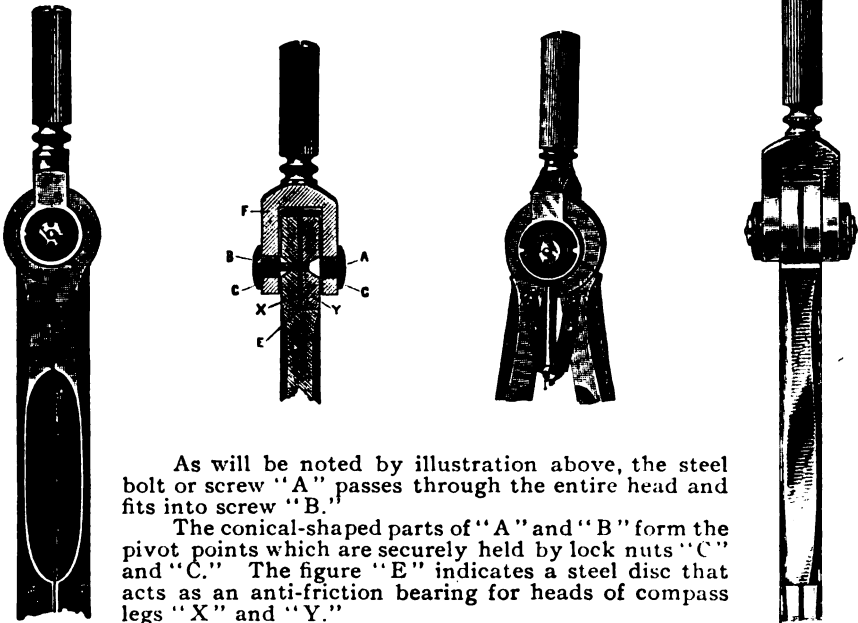 F
B A
C C
X Y
E
As will be noted by illustration above, the steel
bolt or screw "A" passes through the entire head and
fits into screw "B."
The conical-shaped parts of "A" and "B" form the
pivot points which are securely held by lock nuts "C"
and "C." The figure "E" indicates a steel disc that
acts as an anti-friction bearing for heads of compass
legs "X" and "Y."